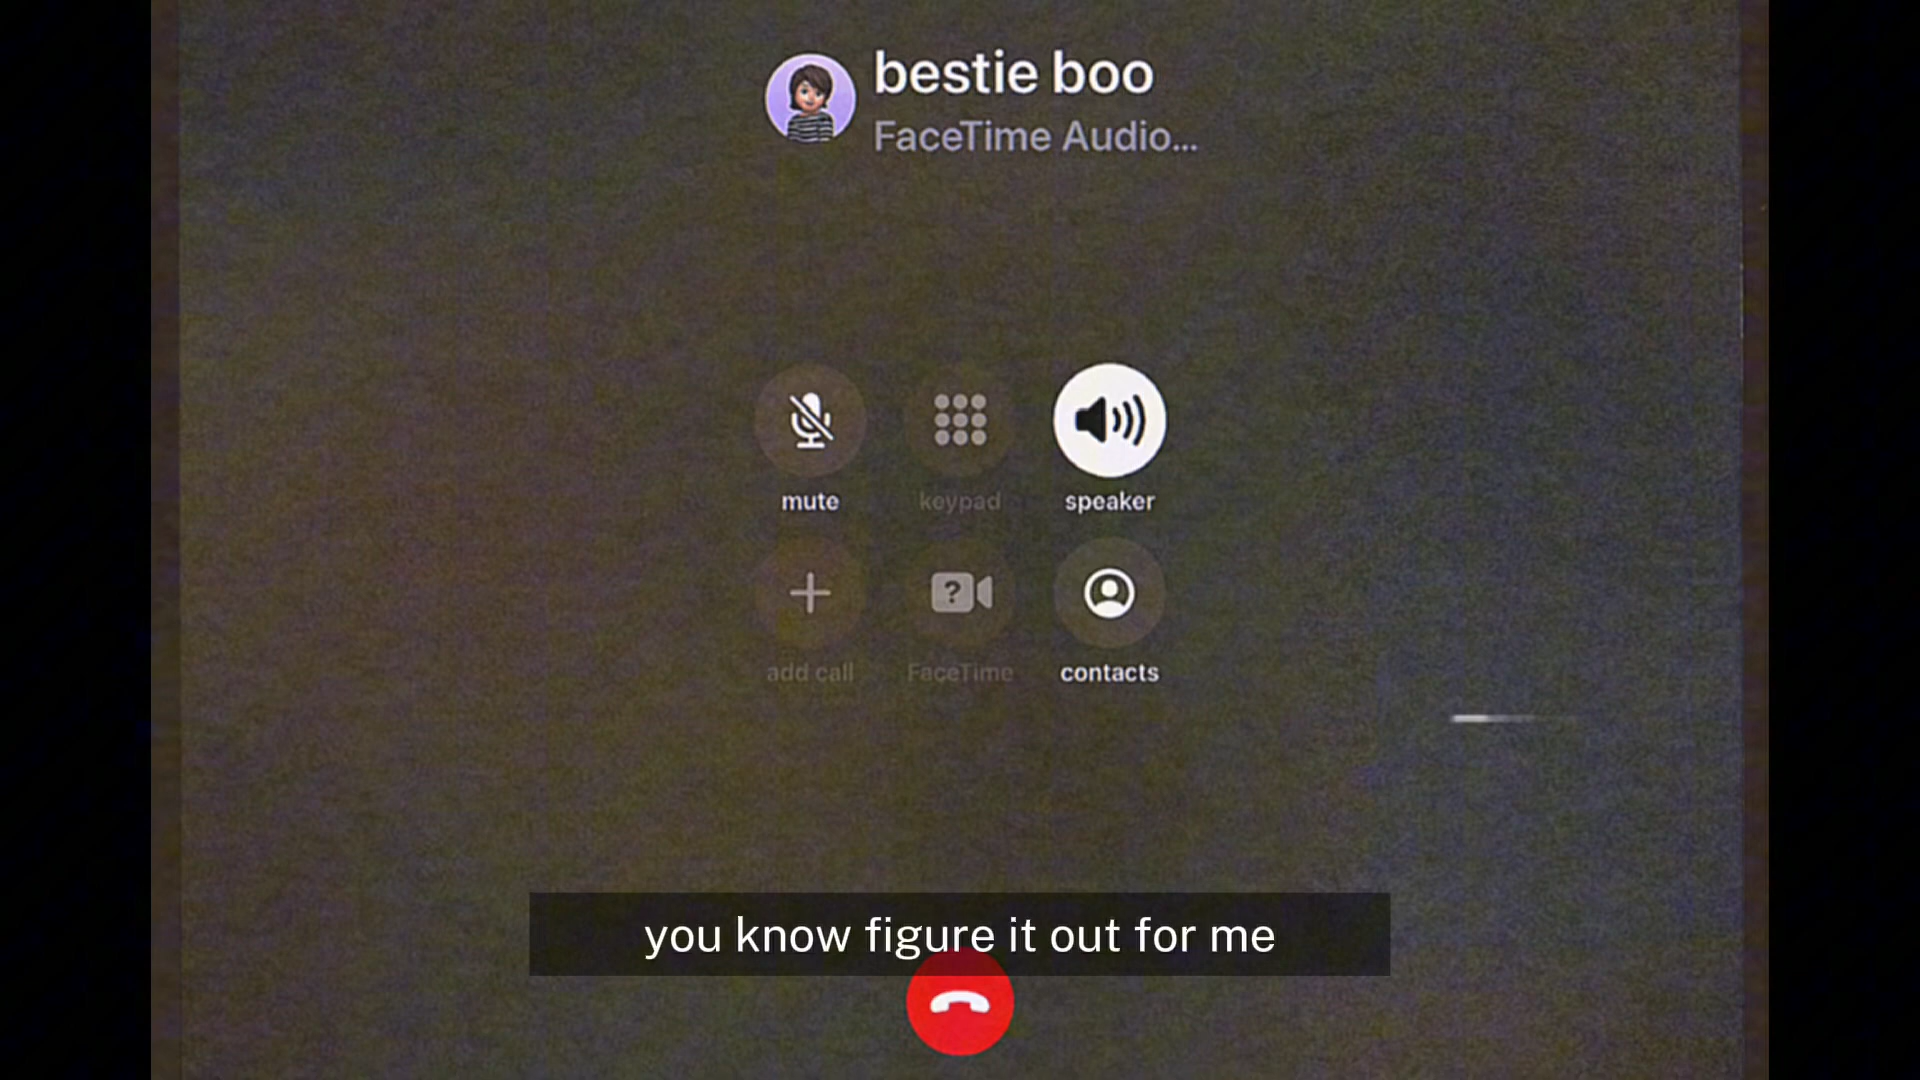 bestie boo
FaceTime Audio...
mute
keypad
speaker
add call
FaceTime
contacts
you know figure it out for me